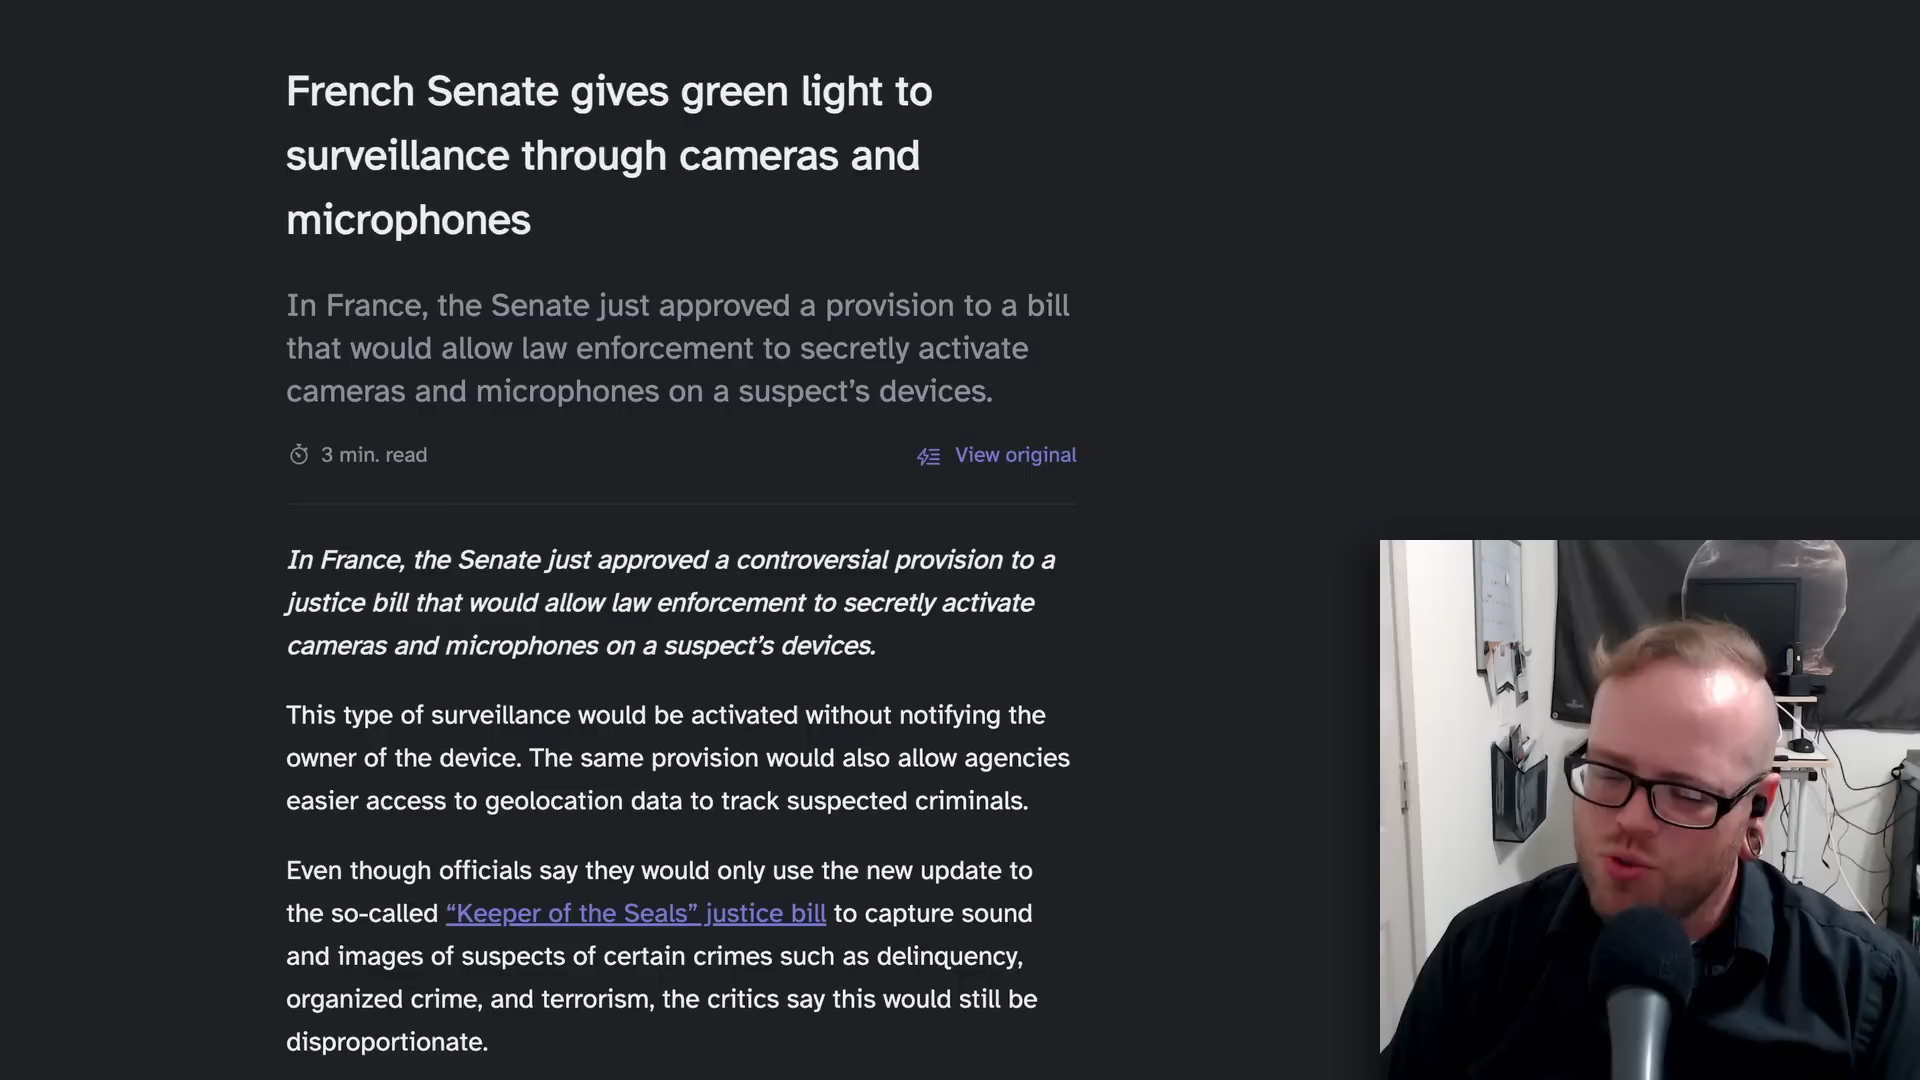 French Senate gives green light to
surveillance through cameras and
microphones
In France, the Senate just approved a provision to a bill
that would allow law enforcement to secretly activate
cameras and microphones on a suspect’s devices.
3 min. read
View original
In France, the Senate just approved a controversial provision to a
justice bill that would allow law enforcement to secretly activate
cameras and microphones on a suspect’s devices.
This type of surveillance would be activated without notifying the
owner of the device. The same provision would also allow agencies
easier access to geolocation data to track suspected criminals.
Even though officials say they would only use the new update to
the so-called “Keeper of the Seals” justice bill to capture sound
and images of suspects of certain crimes such as delinquency,
organized crime, and terrorism, the critics say this would still be
disproportionate.